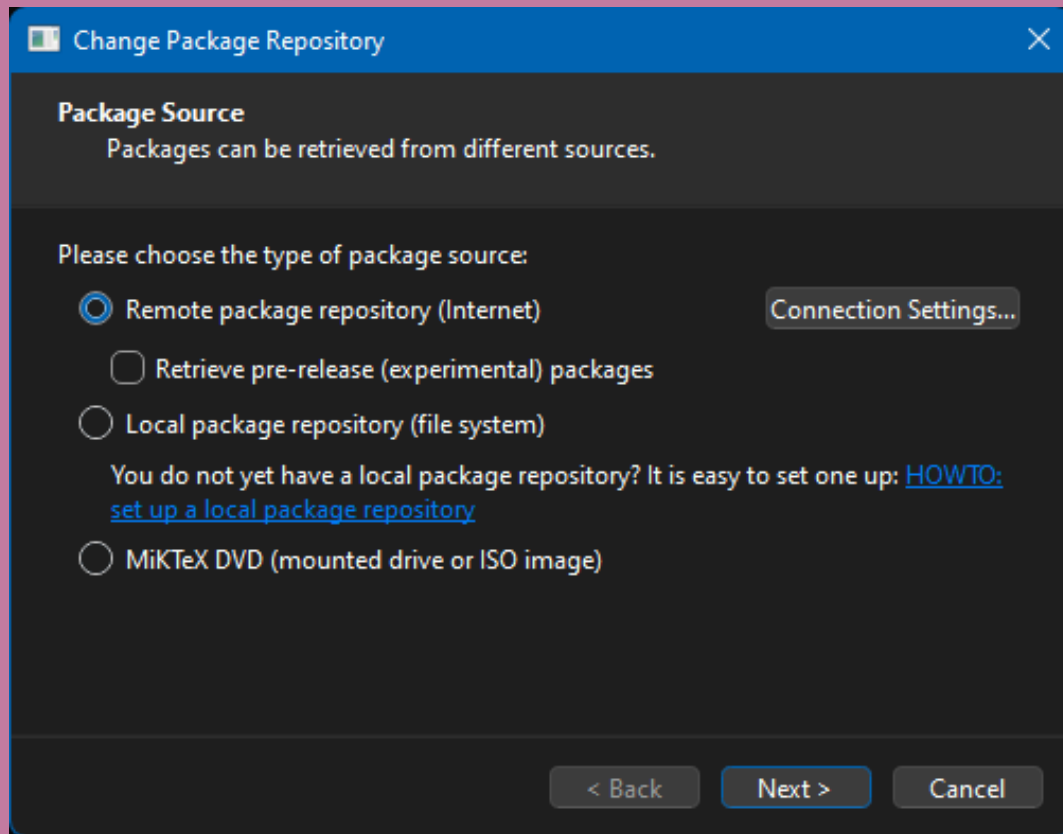 Change Package Repository
Package Source
Packages can be retrieved from different sources.
Please choose the type of package source:
Remote package repository (Internet)
Connection Settings...
Retrieve pre-release (experimental) packages
Local package repository (file system)
You do not yet have a local package repository? It is easy to set one up: HOWTO:
set up a local package repository
MiKTeX DVD (mounted drive or ISO image)
< Back
Next >
Cancel